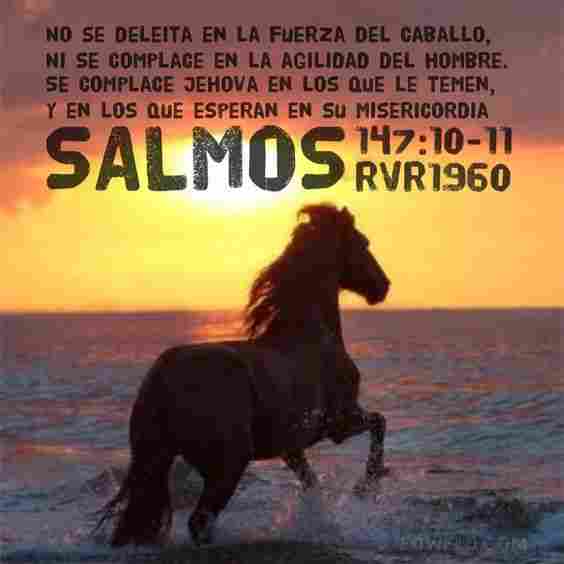 NO SE DELEITA EN LA FUERZA DEL CABALLO,
NI SE COMPLACE EN LA AGILIDAD DEL HOMBRE.
SE COMPLACE JEHOVA EN LOS QUE LE TEMEN,
Y EN LOS QUE ESPERAN EN SU MISERICORDIA
SALMOS 147:10-11
RVR1960